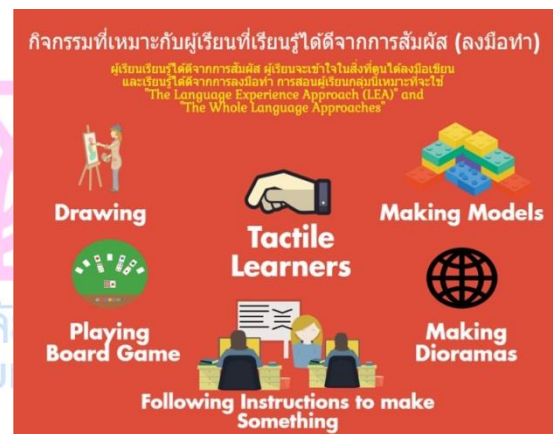 กิจกรรมที่เหมาะกับผู้เรียนที่เรียนรู้ได้ดีจากการสัมผัส (ลงมือทำ)
ผู้เรียนเรียนรู้ได้ดีจากการสัมผัส ผู้เรียนจะเข้าใจในสิ่งที่ตนได้ลงมือเขียน
และเรียนรู้ได้ดีจากการลงมือทำ การสอนผู้เรียนกลุ่มนี้เหมาะที่จะใช้
"The Language Experience Approach (LEA)" and
"The Whole Language Approaches"
Drawing
Making Models
Tactile
Learners
Playing
Board Game
Making
Dioramas
Following Instructions to make
Something